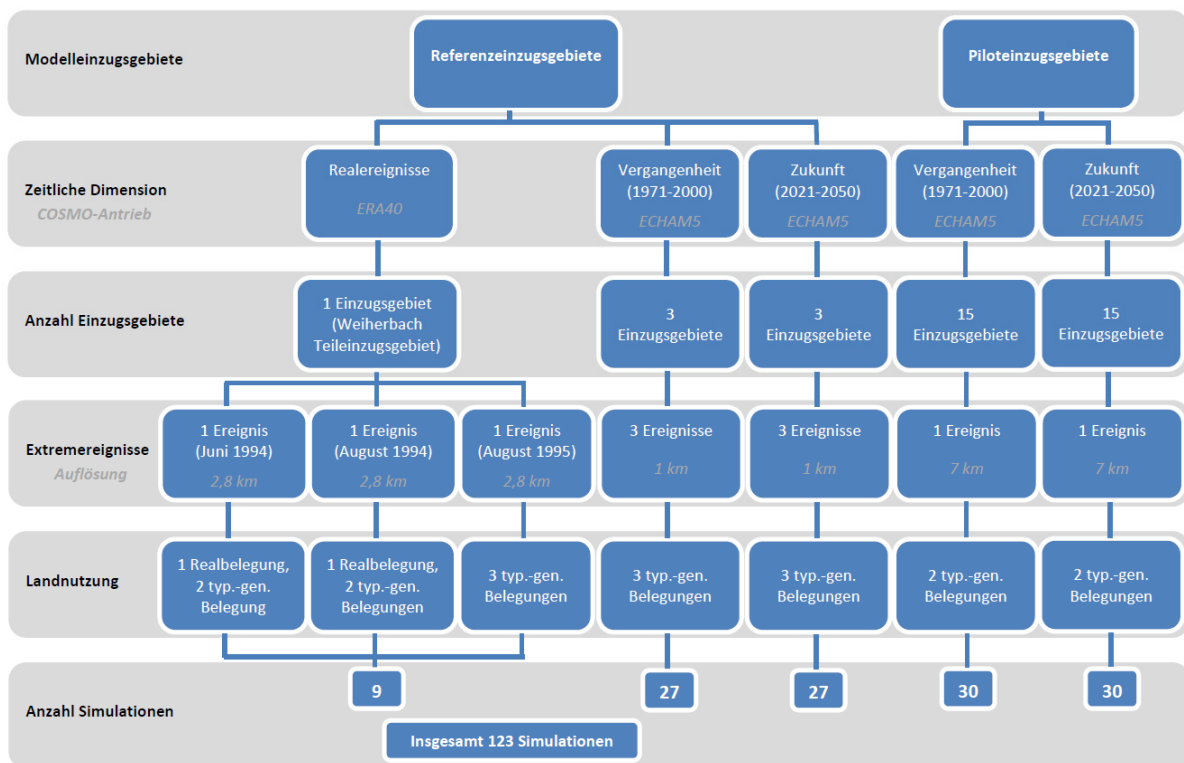 Modelleinzugsgebiete
Referenzeinzugsgebiete
Piloteinzugsgebiete
Zeitliche Dimension
COSMO-Antrieb
Realereignisse
ERA40
Vergangenheit
(1971-2000)
ECHAM5
Zukunft
(2021-2050)
ECHAM5
Vergangenheit
(1971-2000)
ECHAM5
Zukunft
(2021-2050)
ECHAM5
Anzahl Einzugsgebiete
1 Einzugsgebiet
(Weiherbach
Teileinzugsgebiet)
3
Einzugsgebiete
3
Einzugsgebiete
15
Einzugsgebiete
15
Einzugsgebiete
Extremereignisse
Auflösung
1 Ereignis
(Juni 1994)
2,8 km
1 Ereignis
(August 1994)
2,8 km
1 Ereignis
(August 1995)
2,8 km
3 Ereignisse
1 km
3 Ereignisse
1 km
1 Ereignis
7 km
1 Ereignis
7 km
Landnutzung
1 Realbelegung,
2 typ.-gen.
Belegung
1 Realbelegung,
2 typ.-gen.
Belegungen
3 typ.-gen.
Belegungen
3 typ.-gen.
Belegungen
3 typ.-gen.
Belegungen
2 typ.-gen.
Belegungen
2 typ.-gen.
Belegungen
Anzahl Simulationen
9
27
27
30
30
Insgesamt 123 Simulationen